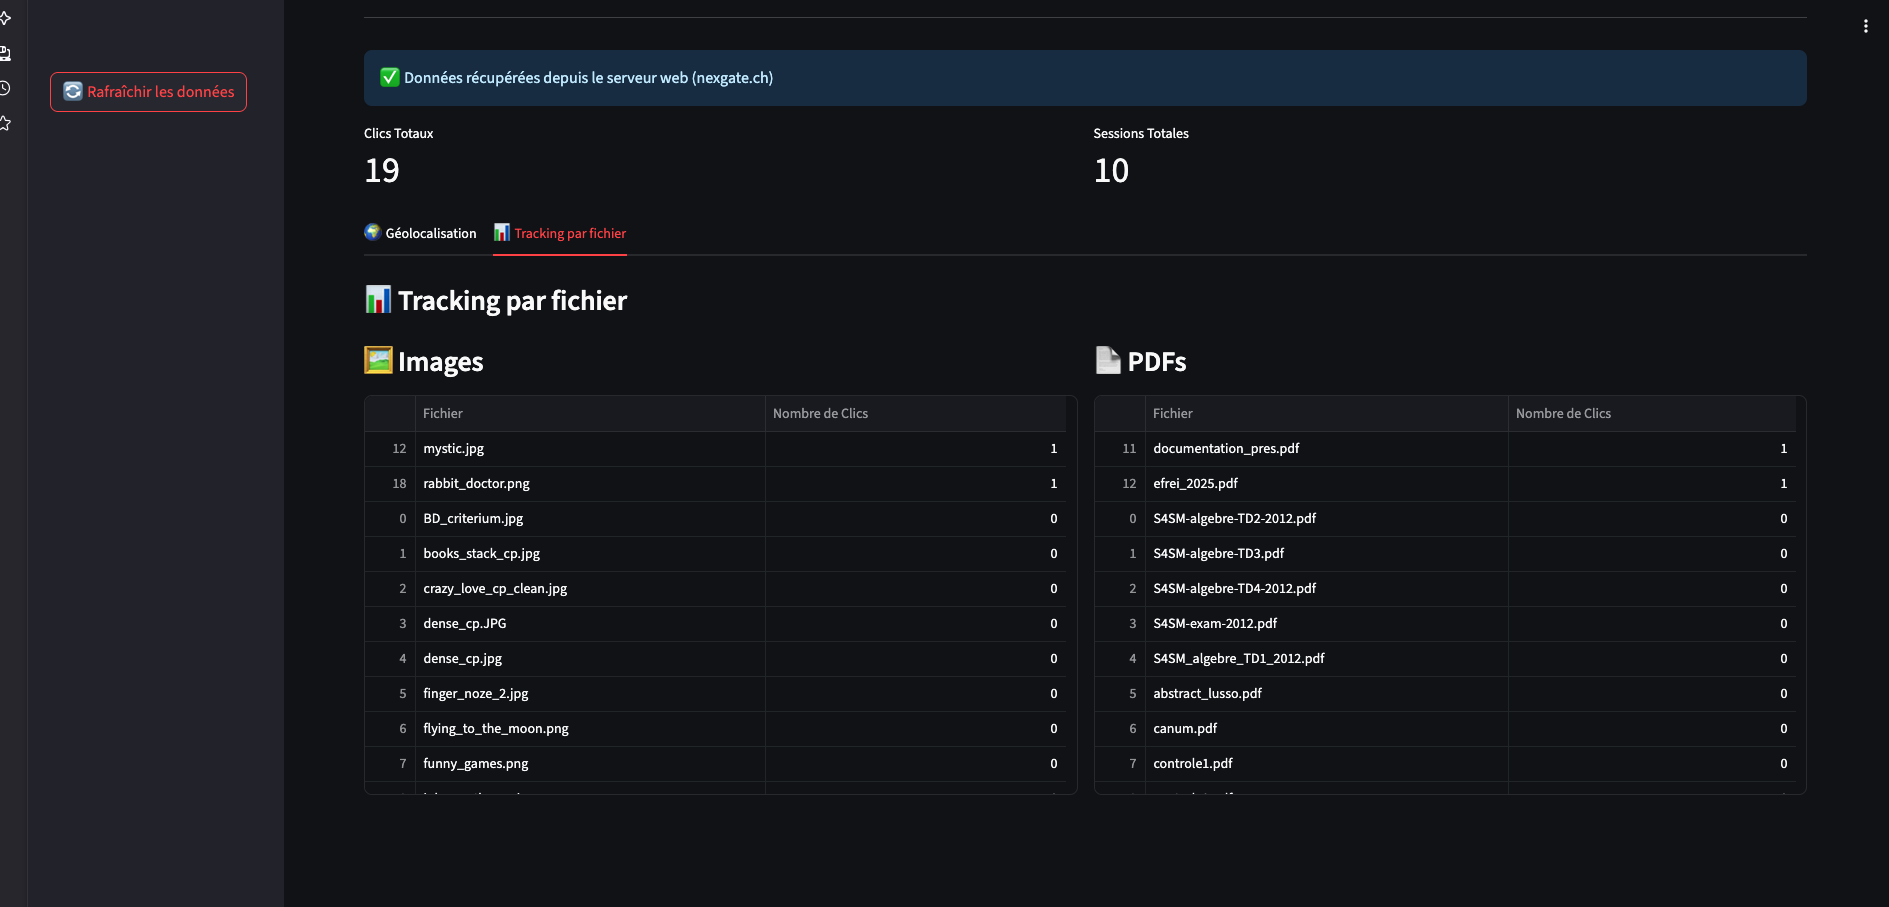 Rafraîchir les données
✅ Données récupérées depuis le serveur web (nexgate.ch)
Clics Totaux
19
Sessions Totales
10
Géolocalisation
Tracking par fichier
Tracking par fichier
Images
Fichier Nombre de Clics
12 mystic.jpg 1
18 rabbit_doctor.png 1
0 BD_criterium.jpg 0
1 books_stack_cp.jpg 0
2 crazy_love_cp_clean.jpg 0
3 dense_cp.JPG 0
4 dense_cp.jpg 0
5 finger_noze_2.jpg 0
6 flying_to_the_moon.png 0
7 funny_games.png 0
PDFs
Fichier Nombre de Clics
11 documentation_pres.pdf 1
12 efrei_2025.pdf 1
0 S4SM-algebre-TD2-2012.pdf 0
1 S4SM-algebre-TD3.pdf 0
2 S4SM-algebre-TD4-2012.pdf 0
3 S4SM-exam-2012.pdf 0
4 S4SM_algebre_TD1_2012.pdf 0
5 abstract_lusso.pdf 0
6 canum.pdf 0
7 controle1.pdf 0